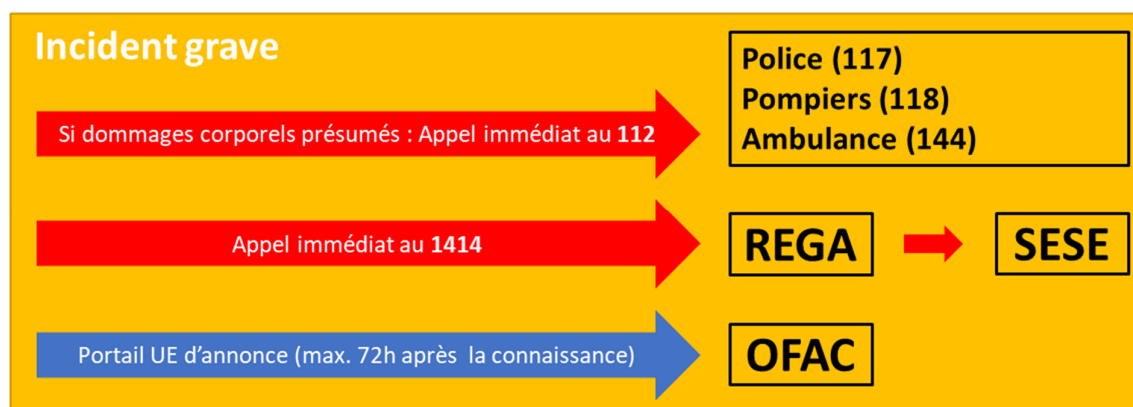 Incident grave
Police (117)
Pompiers (118)
Ambulance (144)
Si dommages corporels présumés : Appel immédiat au 112
Appel immédiat au 1414
REGA
SESE
Portail UE d'annonce (max. 72h après la connaissance)
OFAC